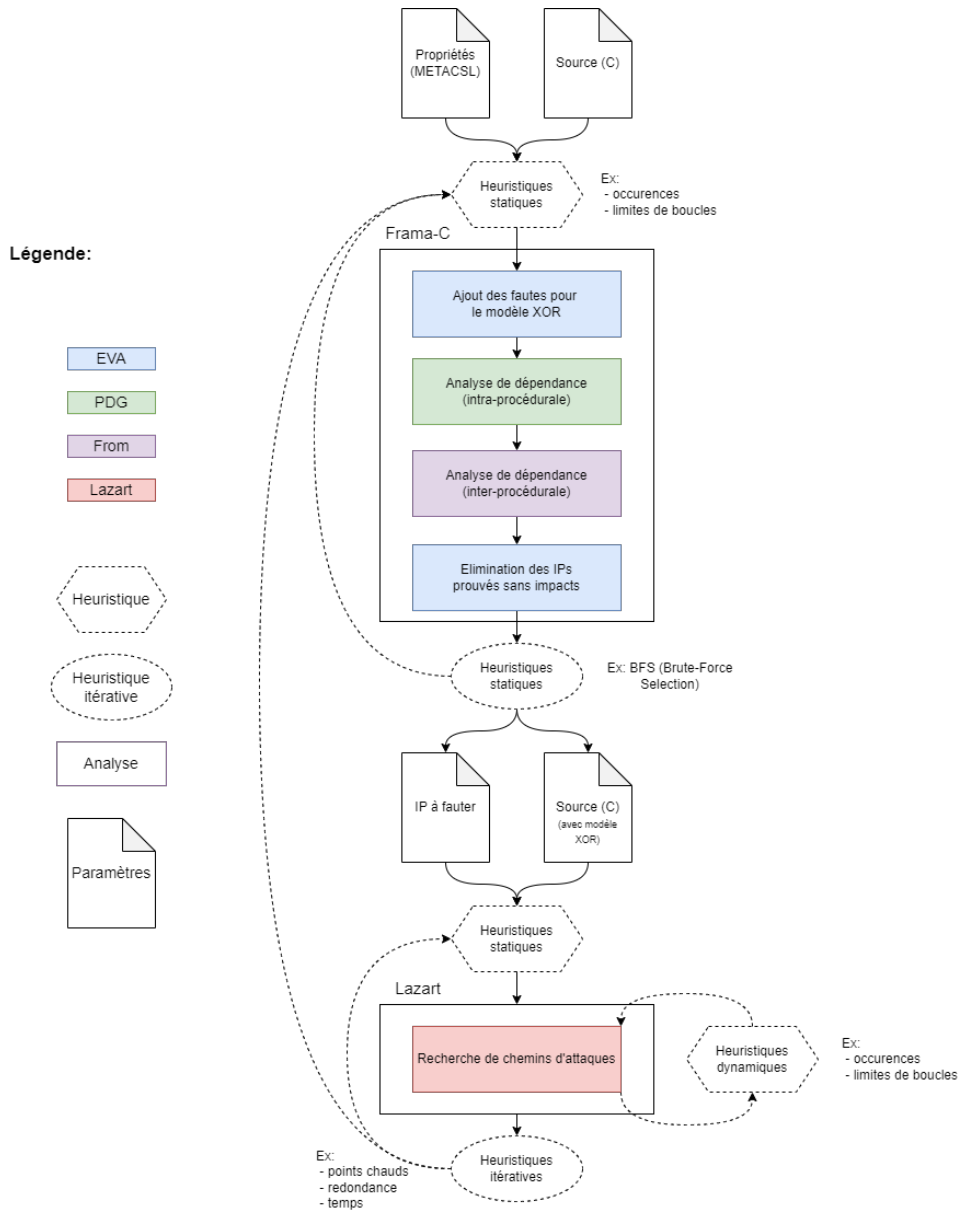 Propriétés
(METACSL)
Source (C)
Heuristiques
statiques
Ex:
- occurences
- limites de boucles
Frama-C
Légende:
Ajout des fautes pour
le modèle XOR
EVA
PDG
From
Lazart
Analyse de dépendance
(intra-procédurale)
Analyse de dépendance
(inter-procédurale)
Elimination des IPs
prouvés sans impacts
Heuristique
Heuristique
itérative
Analyse
Paramètres
Heuristiques
statiques
Ex: BFS (Brute-Force
Selection)
IP à fauter
Source (C)
(avec modèle
XOR)
Heuristiques
statiques
Lazart
Recherche de chemins d'attaques
Heuristiques
dynamiques
Ex:
- occurences
- limites de boucles
Heuristiques
itératives
Ex:
- points chauds
- redondance
- temps